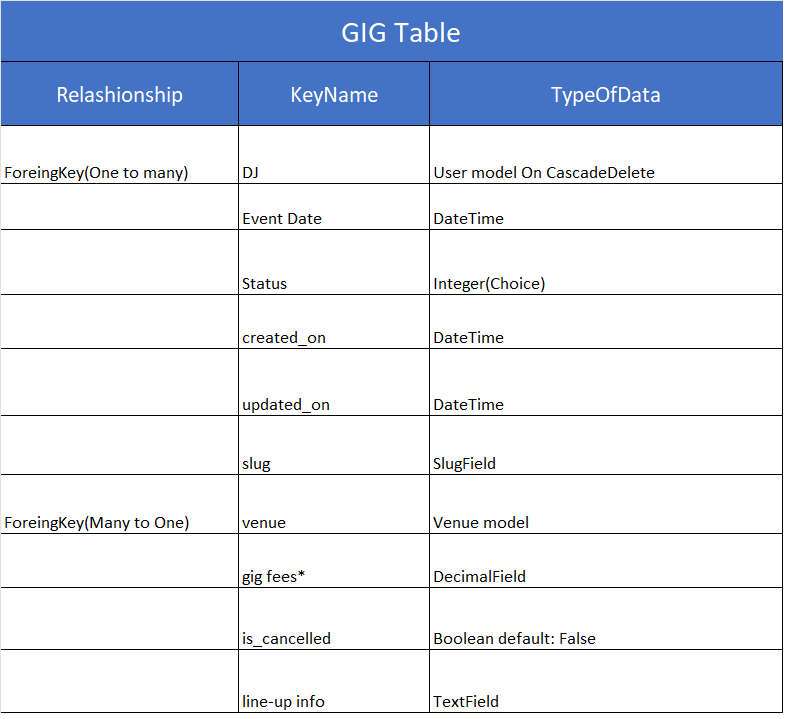 GIG Table
Relashionship KeyName TypeOfData
ForeingKey(One to many) DJ User model On CascadeDelete
Event Date DateTime
Status Integer(Choice)
created_on DateTime
updated_on DateTime
slug SlugField
ForeingKey(Many to One) venue Venue model
gig fees* DecimalField
is_cancelled Boolean default: False
line-up info TextField